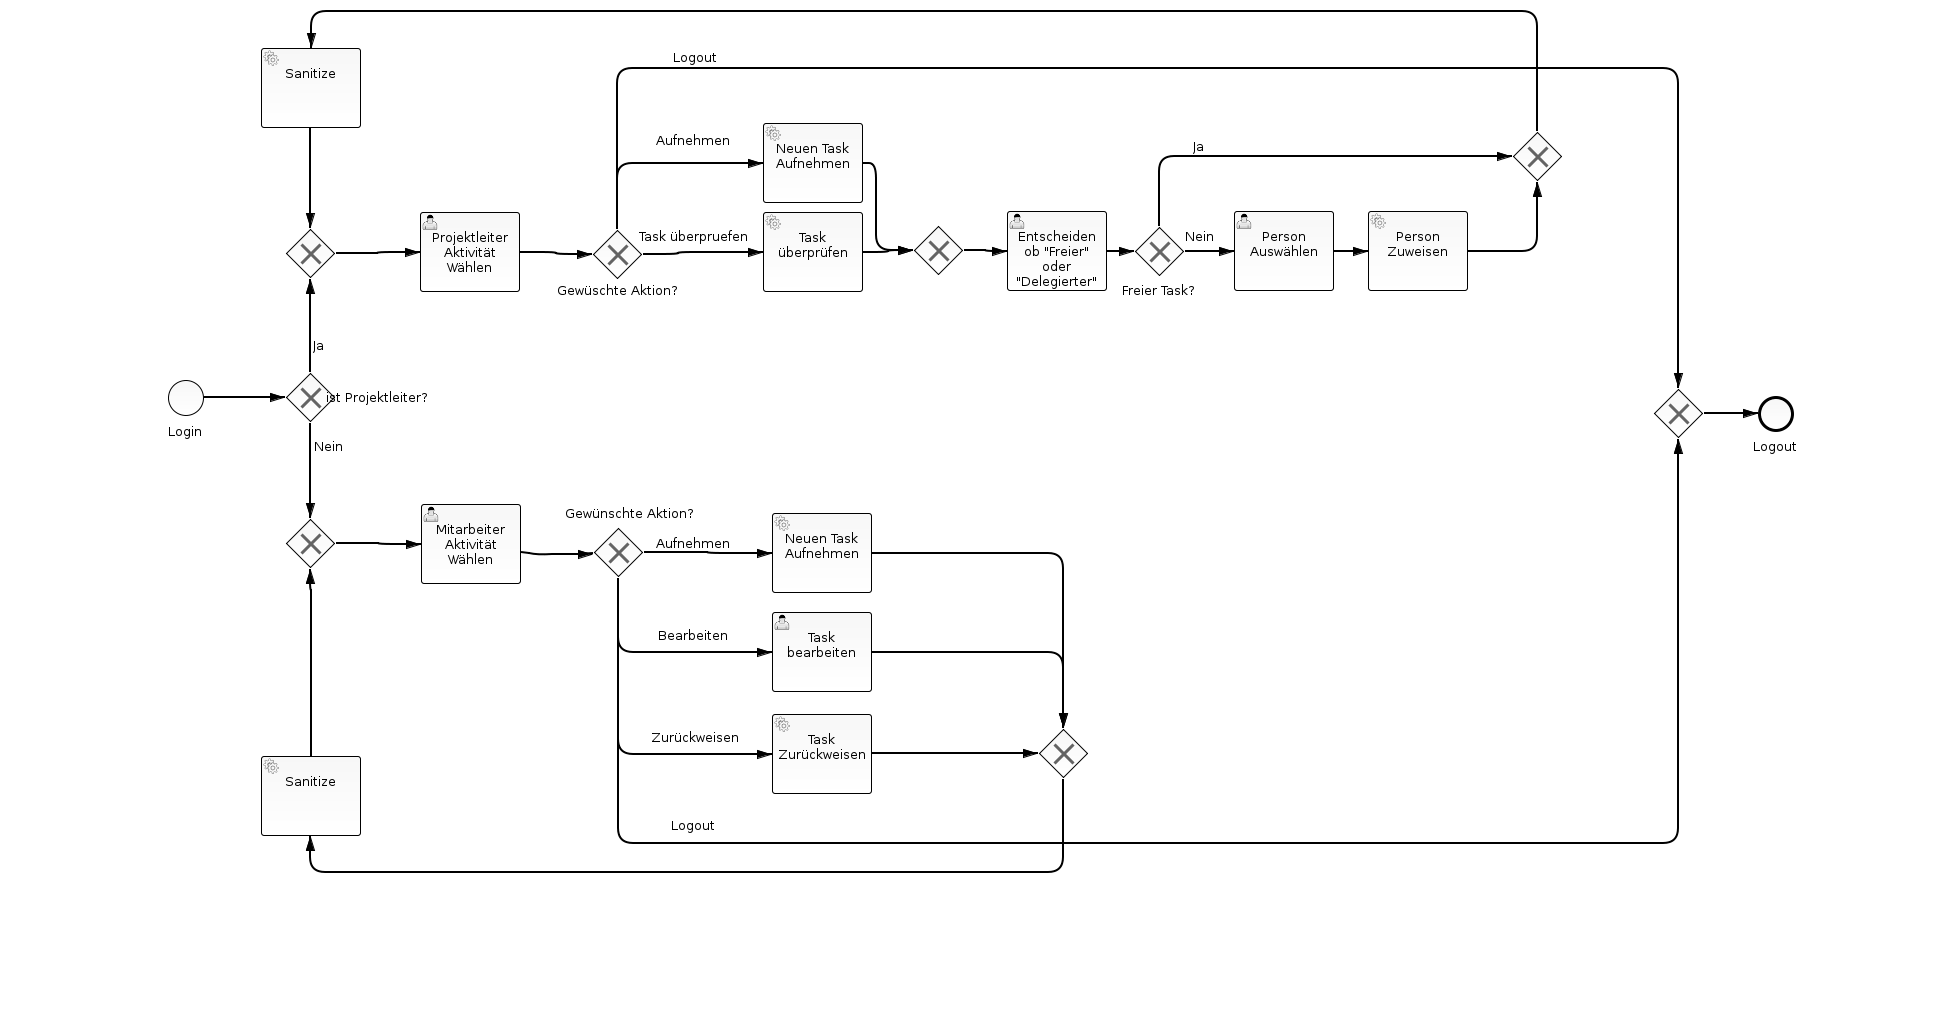 Logout
Sanitize
Aufnehmen
Neuen Task
Aufnehmen
Ja
Projektleiter
Aktivität
Wählen
Task überpruefen
Task
überprüfen
Entscheiden
ob "Freier"
oder
"Delegierter"
Nein
Person
Auswählen
Person
Zuweisen
Gewüschte Aktion?
Freier Task?
Ja
ist Projektleiter?
Login
Nein
Logout
Gewünschte Aktion?
Mitarbeiter
Aktivität
Wählen
Aufnehmen
Neuen Task
Aufnehmen
Bearbeiten
Task
bearbeiten
Zurückweisen
Task
Zurückweisen
Sanitize
Logout